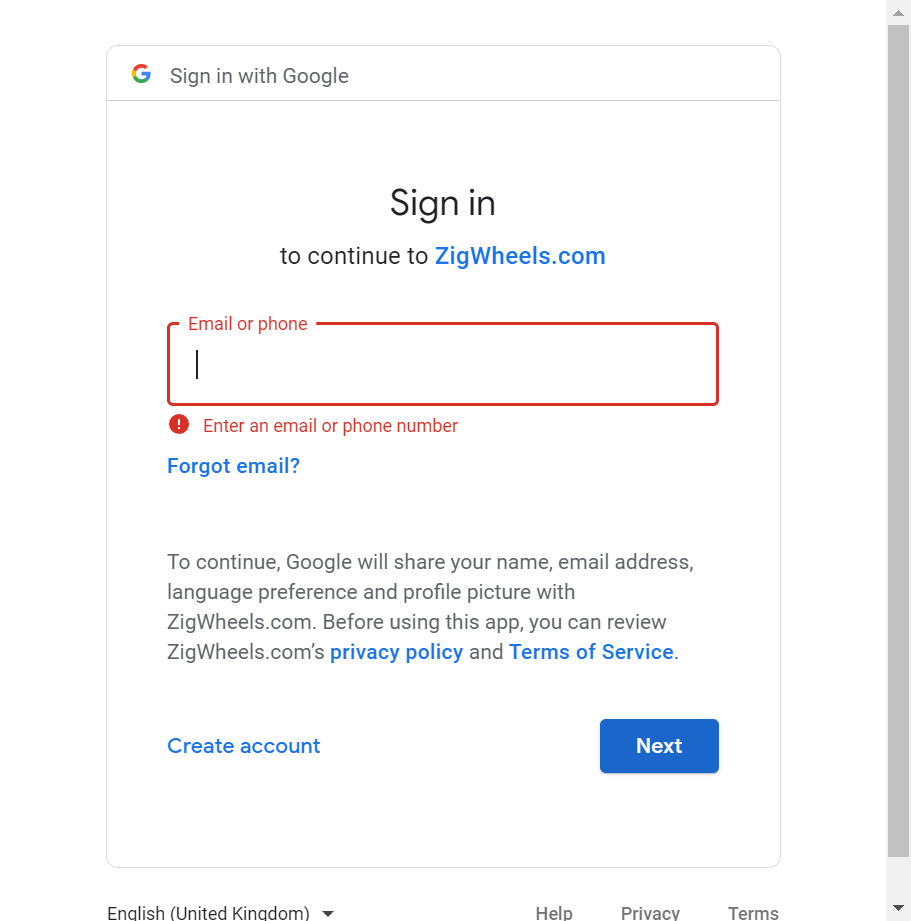 Sign in with Google
Sign in
to continue to ZigWheels.com
Email or phone
Enter an email or phone number
Forgot email?
To continue, Google will share your name, email address,
language preference and profile picture with
ZigWheels.com. Before using this app, you can review
ZigWheels.com’s privacy policy and Terms of Service.
Create account
Next
English (United Kingdom)
Help
Privacy
Terms